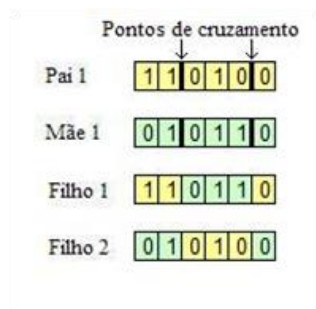 Pontos de cruzamento
Pai 1 1 1 0 1 0 0
Mãe 1 0 1 0 1 1 0
Filho 1 1 1 0 1 1 0
Filho 2 0 1 0 1 0 0